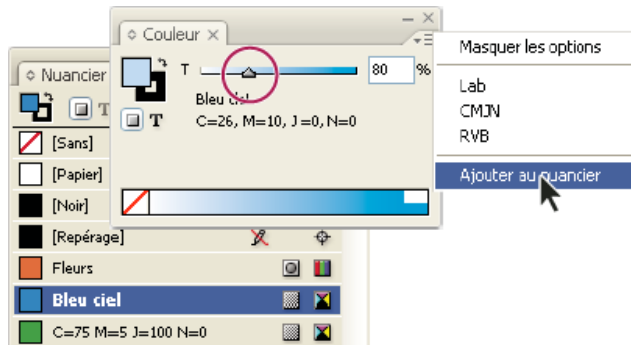 Couleur
T 80 %
Bleu ciel
C=26, M=10, J=0, N=0
T
Masquer les options
Lab
CMJN
RVB
Ajouter au nuancier
Nuancier
T
[Sans]
[Papier]
[Noir]
[Repérage]
Fleurs
Bleu ciel
C=75 M=5 J=100 N=0